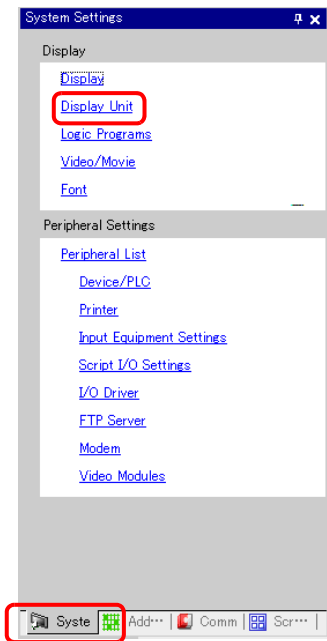 System Settings
Display
Display
Display Unit
Logic Programs
Video/Movie
Font
Peripheral Settings
Peripheral List
Device/PLC
Printer
Input Equipment Settings
Script I/O Settings
I/O Driver
FTP Server
Modem
Video Modules
Syste Add··· Comm Scr···